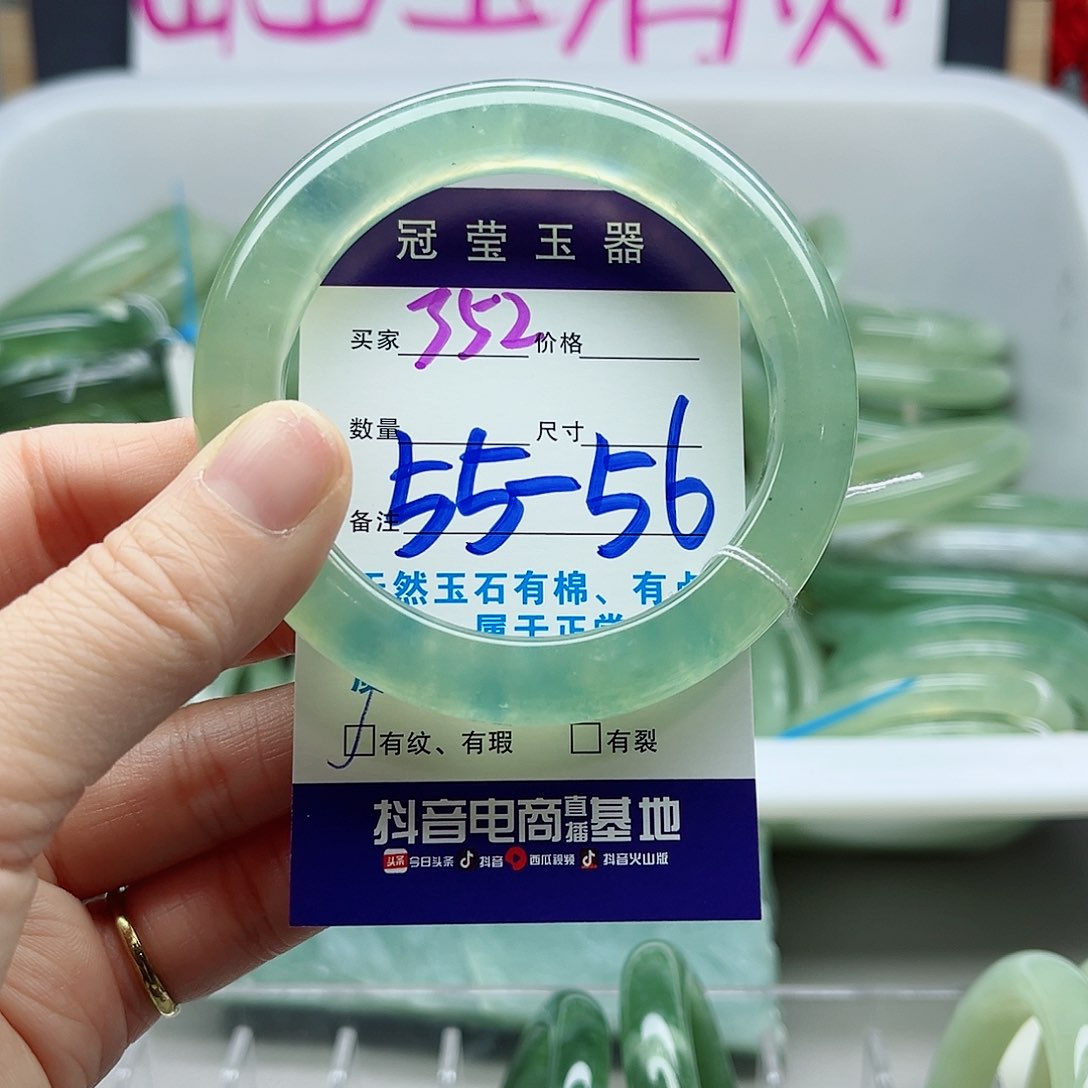 冠莹玉器
买家 352 价格
数量 尺寸
55-56
备注
天然玉石有棉、有点
属于正常
有纹、有瑕 有裂
抖音电商直播基地
头条 今日头条 抖音 西瓜视频 抖音火山版